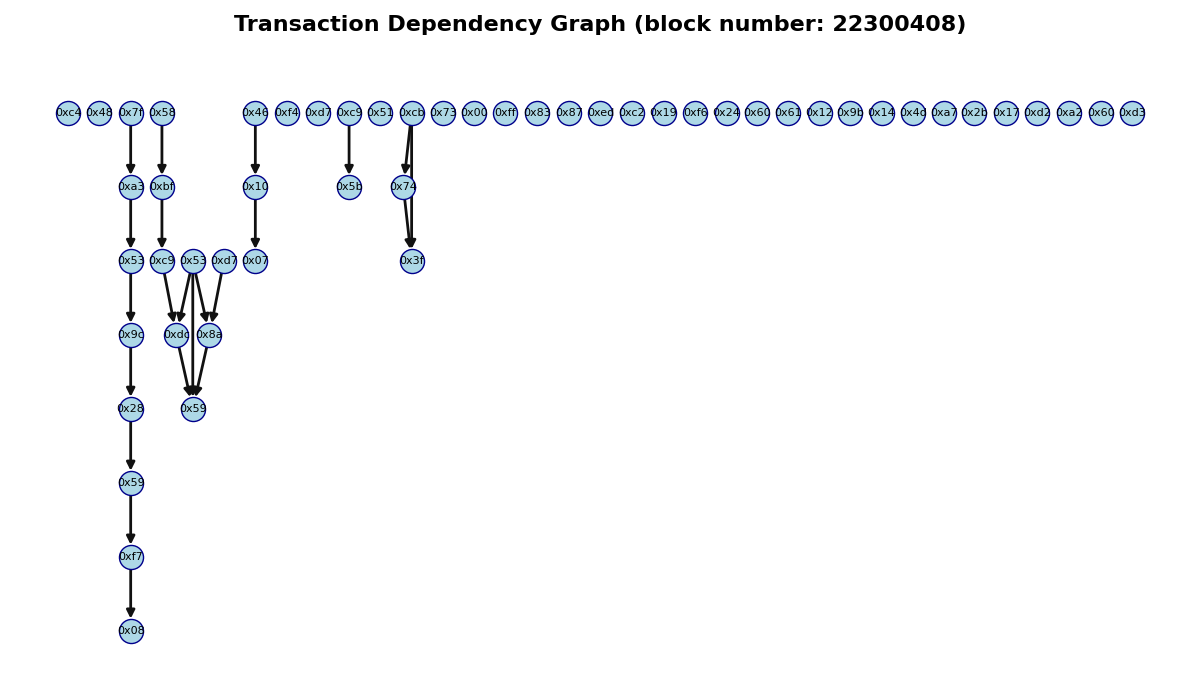 Transaction Dependency Graph (block number: 22300408)
0xc4 0x48 0x7f 0x58 0x46 0xf4 0xd7 0xc9 0x51 0xcb 0x73 0x00 0xff 0x83 0x87 0xed 0xc2 0x19 0xf6 0x24 0x60 0x61 0x12 0x9b 0x14 0x4d 0xa7 0x2b 0x17 0xd2 0xa2 0x60 0xd3
0xa3 0xbf 0x10 0x5b 0x74
0x53 0xc9 0x53 0xd7 0x07 0x3f
0x9c 0xdc 0x8a
0x28 0x59
0x59
0xf7
0x08